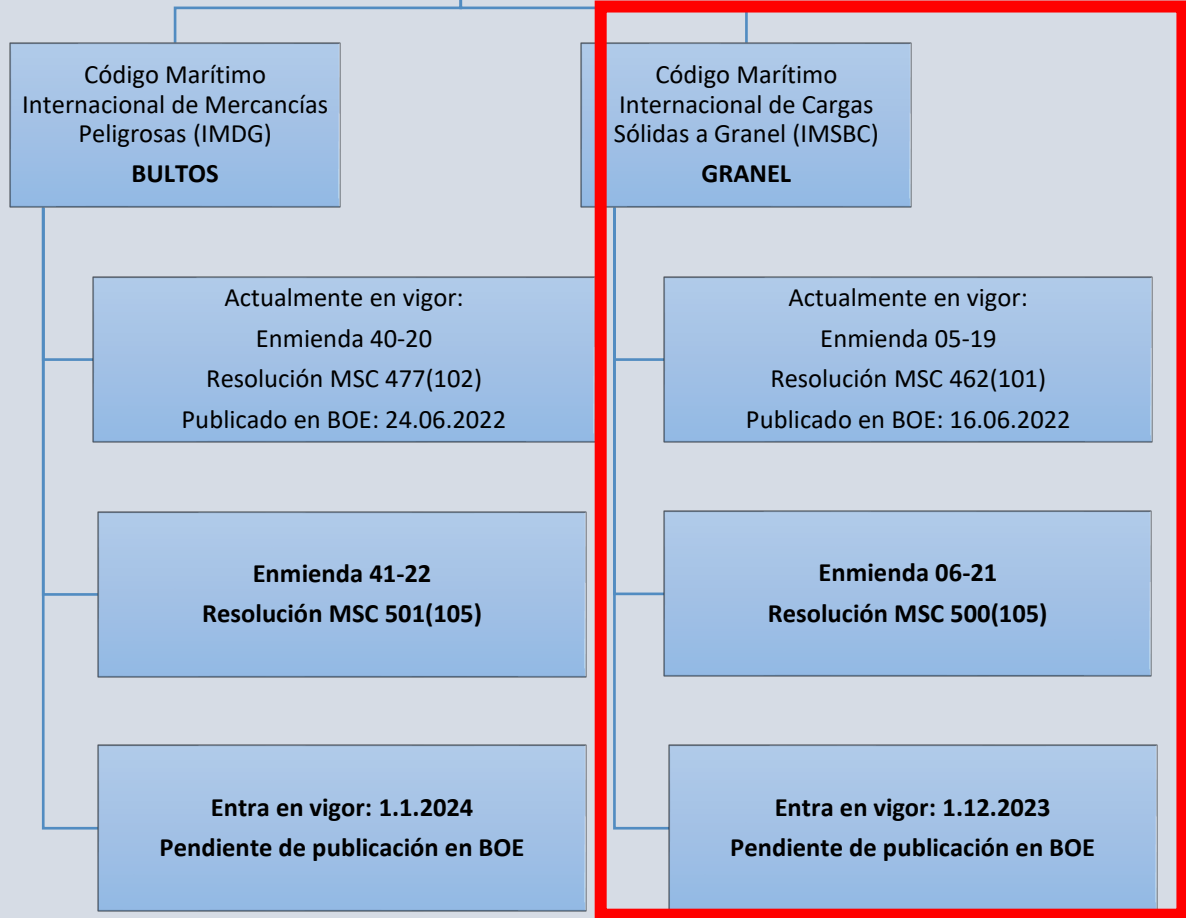 Código Marítimo
Internacional de Mercancías
Peligrosas (IMDG)
BULTOS
Actualmente en vigor:
Enmienda 40-20
Resolución MSC 477(102)
Publicado en BOE: 24.06.2022
Enmienda 41-22
Resolución MSC 501(105)
Entra en vigor: 1.1.2024
Pendiente de publicación en BOE
Código Marítimo
Internacional de Cargas
Sólidas a Granel (IMSBC)
GRANEL
Actualmente en vigor:
Enmienda 05-19
Resolución MSC 462(101)
Publicado en BOE: 16.06.2022
Enmienda 06-21
Resolución MSC 500(105)
Entra en vigor: 1.12.2023
Pendiente de publicación en BOE